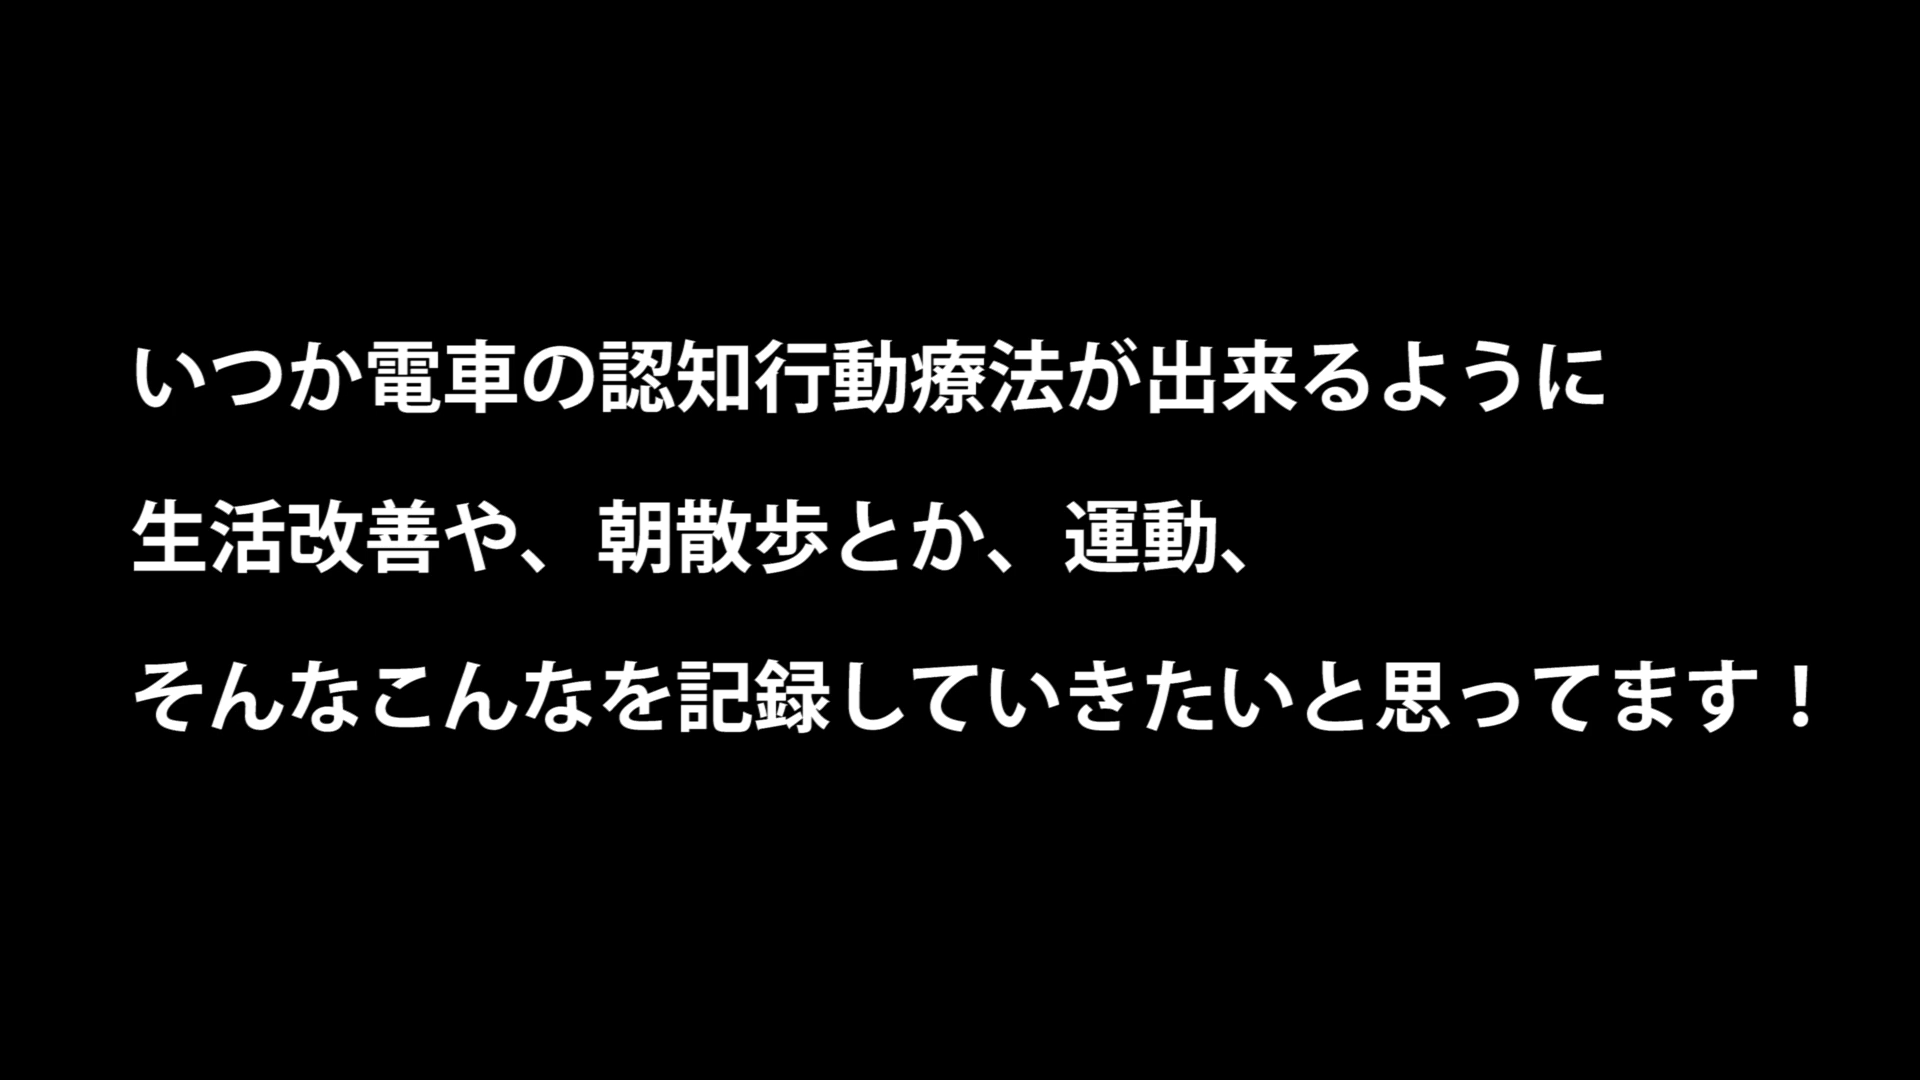 いつか電車の認知行動療法が出来るように
生活改善や、朝散歩とか、運動、
そんなこんなを記録していきたいと思ってます！